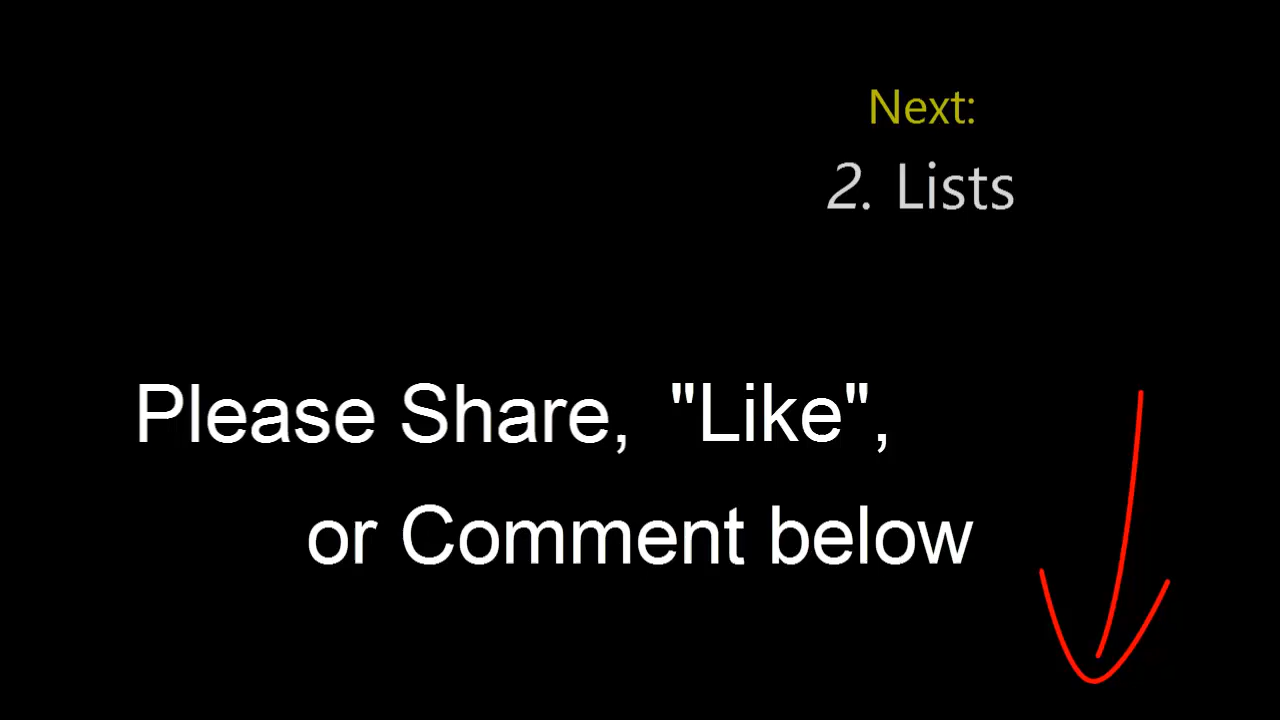 Next:
2. Lists
Please Share, "Like",
or Comment below